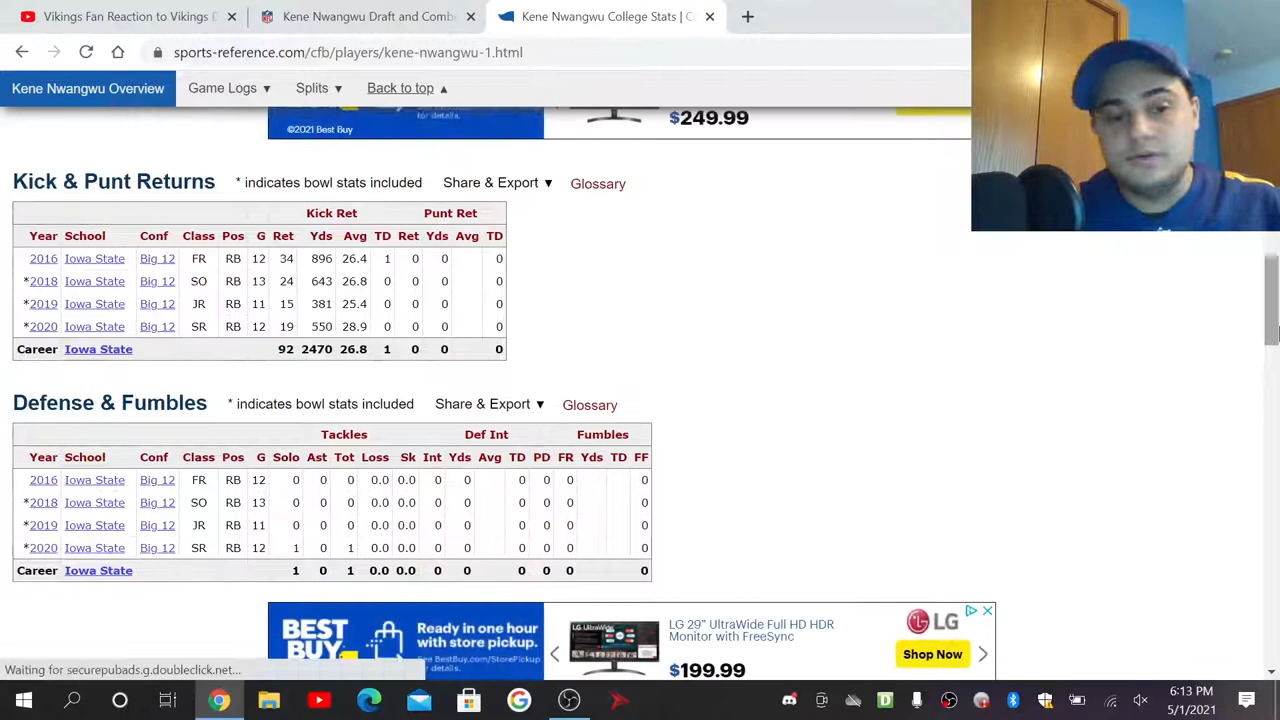 Vikings Fan Reaction to Vikings D
Kene Nwangwu Draft and Comb
Kene Nwangwu College Stats | C
sports-reference.com/cfb/players/kene-nwangwu-1.html
Kene Nwangwu Overview Game Logs ▼ Splits ▼ Back to top ▲
for details.
©2021 Best Buy
$249.99
Kick & Punt Returns * indicates bowl stats included Share & Export ▼ Glossary
Kick Ret Punt Ret
Year School Conf Class Pos G Ret Yds Avg TD Ret Yds Avg TD
2016 Iowa State Big 12 FR RB 12 34 896 26.4 1 0 0 0
*2018 Iowa State Big 12 SO RB 13 24 643 26.8 0 0 0 0
*2019 Iowa State Big 12 JR RB 11 15 381 25.4 0 0 0 0
*2020 Iowa State Big 12 SR RB 12 19 550 28.9 0 0 0 0
Career Iowa State 92 2470 26.8 1 0 0 0
Defense & Fumbles * indicates bowl stats included Share & Export ▼ Glossary
Tackles Def Int Fumbles
Year School Conf Class Pos G Solo Ast Tot Loss Sk Int Yds Avg TD PD FR Yds TD FF
2016 Iowa State Big 12 FR RB 12 0 0 0 0.0 0.0 0 0 0 0 0 0
*2018 Iowa State Big 12 SO RB 13 0 0 0 0.0 0.0 0 0 0 0 0 0
*2019 Iowa State Big 12 JR RB 11 0 0 0 0.0 0.0 0 0 0 0 0 0
*2020 Iowa State Big 12 SR RB 12 1 0 1 0.0 0.0 0 0 0 0 0 0
Career Iowa State 1 0 1 0.0 0.0 0 0 0 0 0 0
BEST BUY
Ready in one hour
with store pickup.
See BestBuy.com/StorePickup
for details.
LG 29" UltraWide Full HD HDR
Monitor with FreeSync
$199.99
LG
Shop Now
Waiting for securepubads.g.doubleclick.net...
6:13 PM
5/1/2021